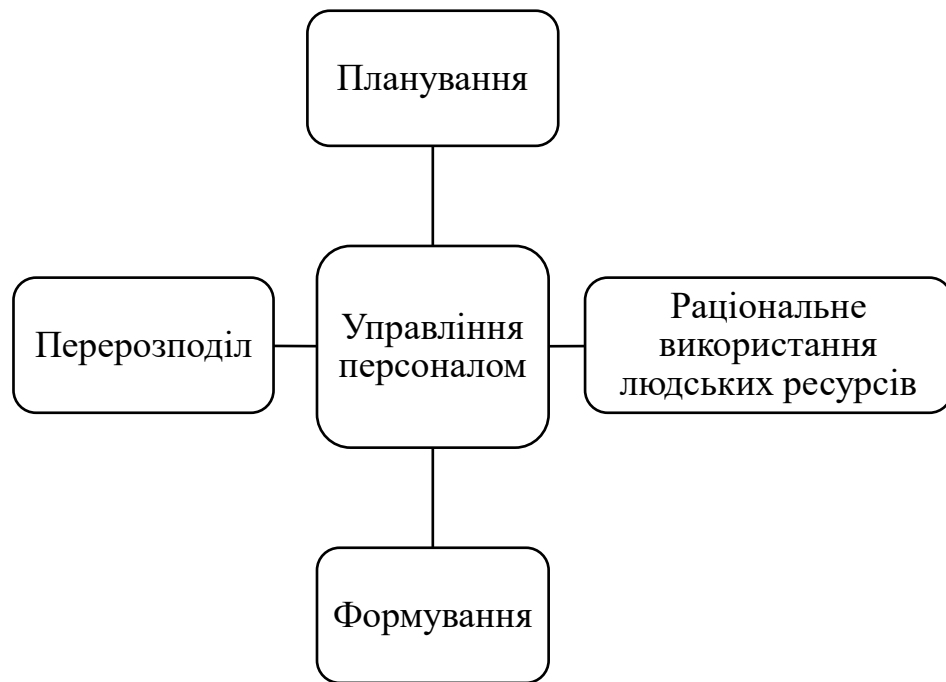 Планування
Перерозподіл
Управління
персоналом
Раціональне
використання
людських ресурсів
Формування